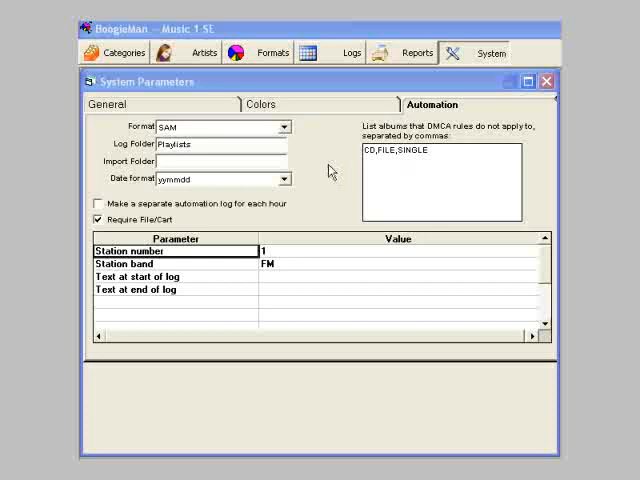 BoogieMan -- Music 1 SE
Categories Artists Formats Logs Reports System
System Parameters
General Colors Automation
Format SAM
Log Folder Playlists
Import Folder
Date format yymmdd
List albums that DMCA rules do not apply to,
separated by commas:
CD,FILE,SINGLE
Make a separate automation log for each hour
Require File/Cart
Parameter Value
Station number 1
Station band FM
Text at start of log
Text at end of log